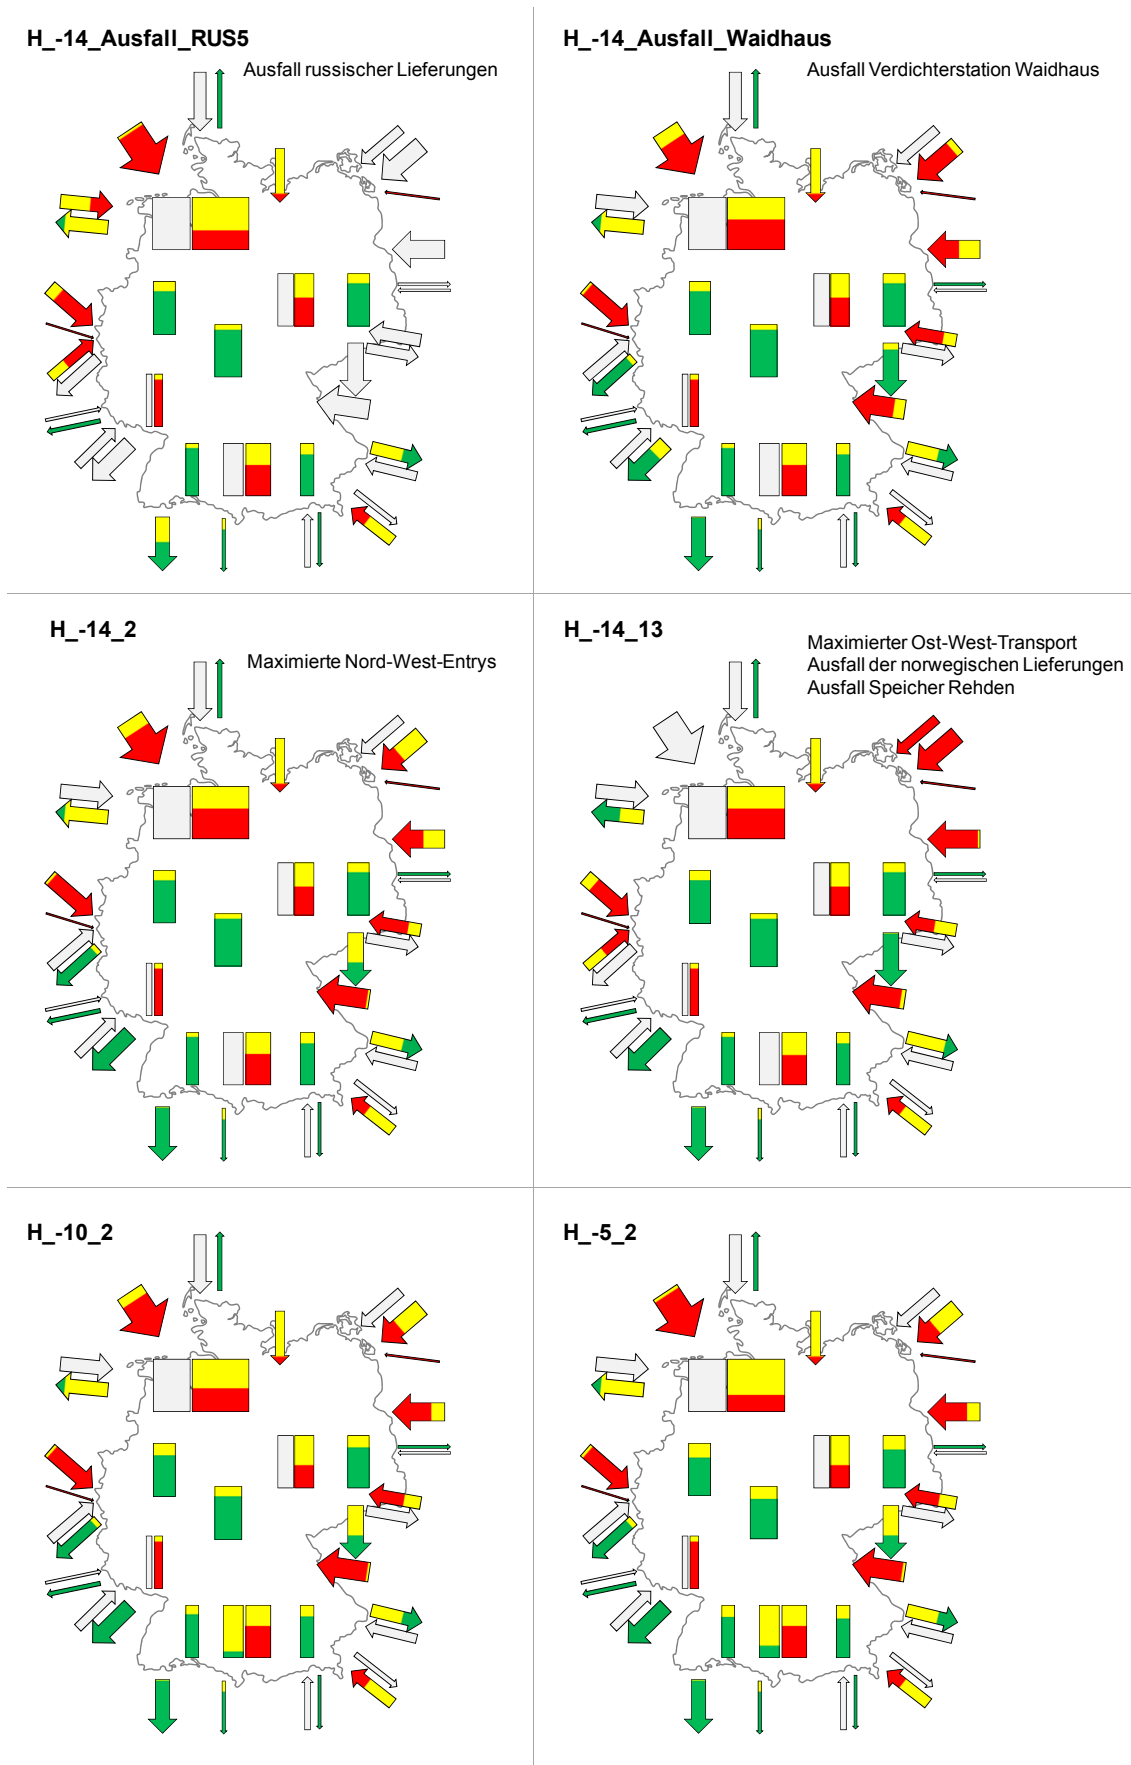 H_-14_Ausfall_RUS5
Ausfall russischer Lieferungen
H_-14_Ausfall_Waidhaus
Ausfall Verdichterstation Waidhaus
H_-14_2
Maximierte Nord-West-Entrys
H_-14_13
Maximierter Ost-West-Transport
Ausfall der norwegischen Lieferungen
Ausfall Speicher Rehden
H_-10_2
H_-5_2